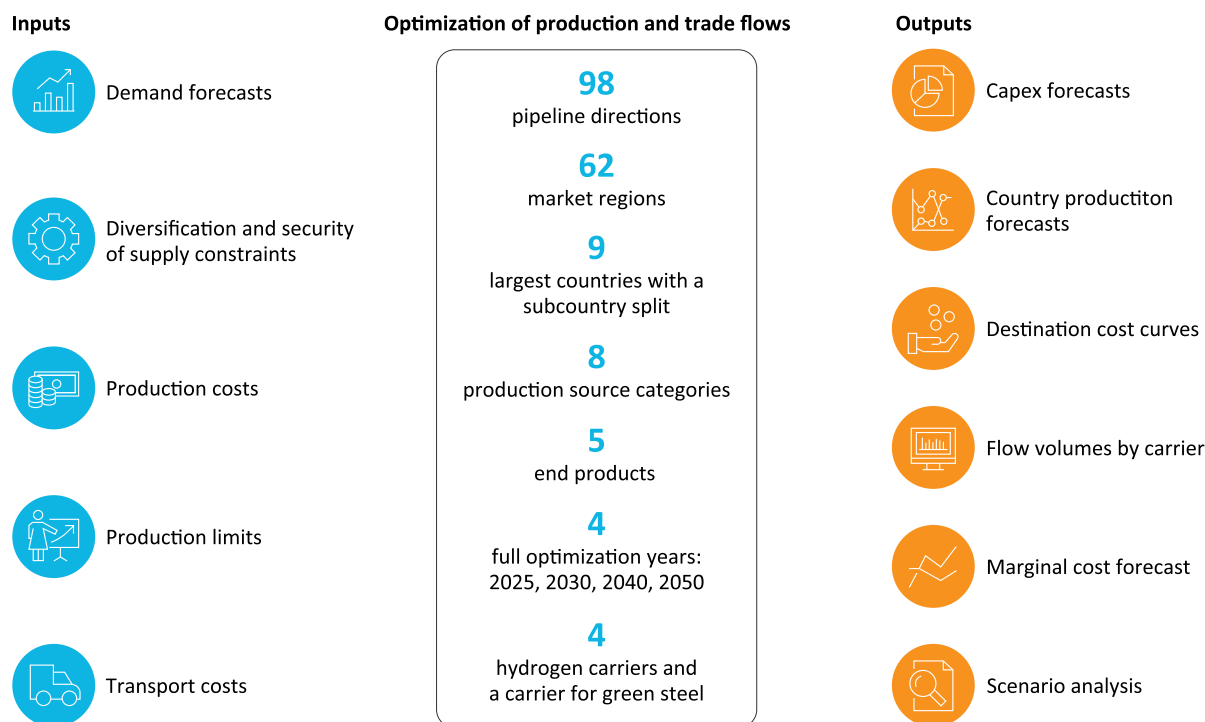 Inputs
Demand forecasts
Diversification and security
of supply constraints
Production costs
Production limits
Transport costs
Optimization of production and trade flows
98
pipeline directions
62
market regions
9
largest countries with a
subcountry split
8
production source categories
5
end products
4
full optimization years:
2025, 2030, 2040, 2050
4
hydrogen carriers and
a carrier for green steel
Outputs
Capex forecasts
Country productiton
forecasts
Destination cost curves
Flow volumes by carrier
Marginal cost forecast
Scenario analysis